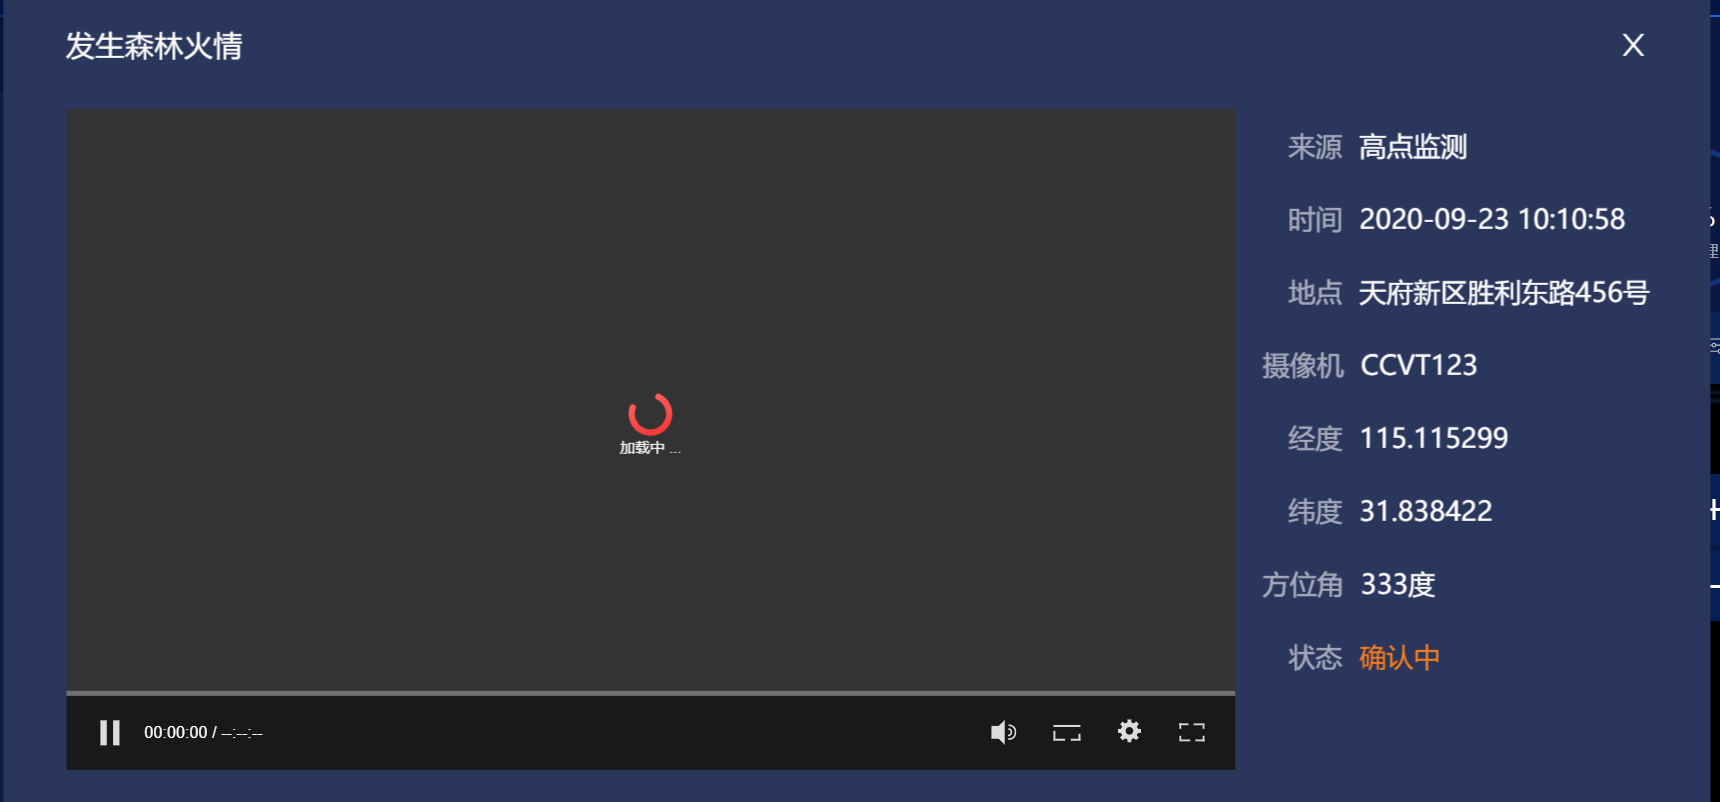 发生森林火情
X
来源 高点监测
时间 2020-09-23 10:10:58
地点 天府新区胜利东路456号
摄像机 CCVT123
经度 115.115299
纬度 31.838422
方位角 333度
状态 确认中
加载中 ...
00:00:00 / --:--:--